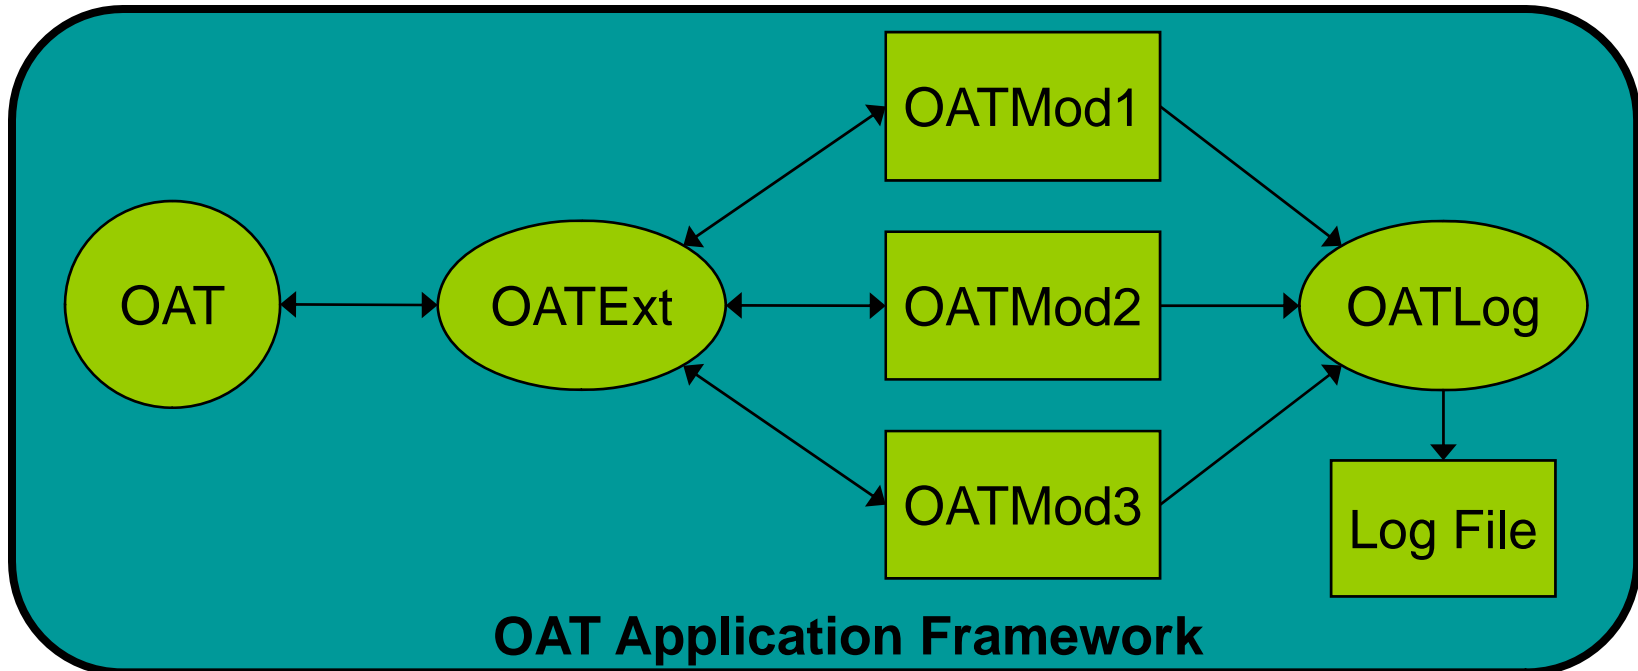 OATMod1
OAT
OATExt
OATMod2
OATLog
OATMod3
Log File
OAT Application Framework